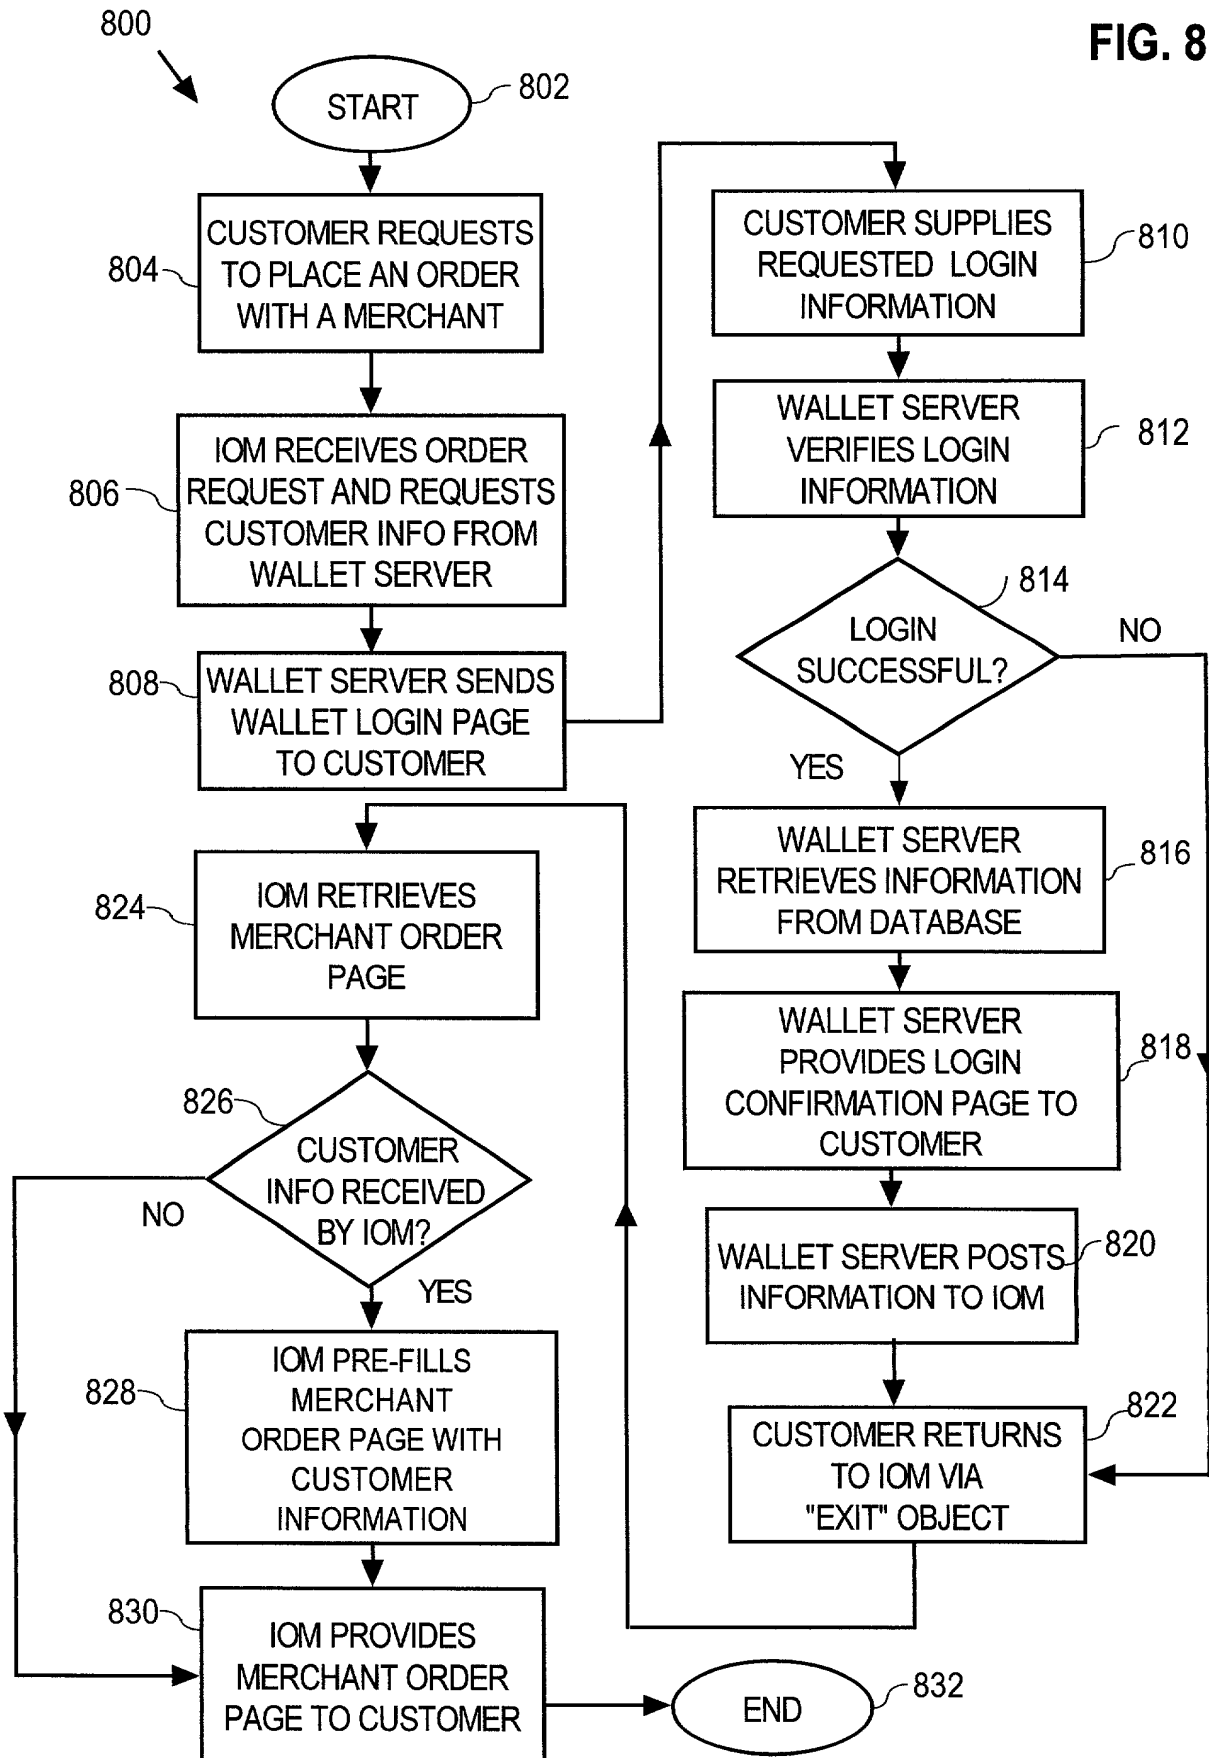 800
FIG. 8
START
802
CUSTOMER REQUESTS
TO PLACE AN ORDER
WITH A MERCHANT
804
IOM RECEIVES ORDER
REQUEST AND REQUESTS
CUSTOMER INFO FROM
WALLET SERVER
806
WALLET SERVER SENDS
WALLET LOGIN PAGE
TO CUSTOMER
808
CUSTOMER SUPPLIES
REQUESTED LOGIN
INFORMATION
810
WALLET SERVER
VERIFIES LOGIN
INFORMATION
812
LOGIN
SUCCESSFUL?
814
NO
YES
WALLET SERVER
RETRIEVES INFORMATION
FROM DATABASE
816
WALLET SERVER
PROVIDES LOGIN
CONFIRMATION PAGE TO
CUSTOMER
818
WALLET SERVER POSTS
INFORMATION TO IOM
820
CUSTOMER RETURNS
TO IOM VIA
"EXIT" OBJECT
822
IOM RETRIEVES
MERCHANT ORDER
PAGE
824
CUSTOMER
INFO RECEIVED
BY IOM?
826
NO
YES
IOM PRE-FILLS
MERCHANT
ORDER PAGE WITH
CUSTOMER
INFORMATION
828
IOM PROVIDES
MERCHANT ORDER
PAGE TO CUSTOMER
830
END
832